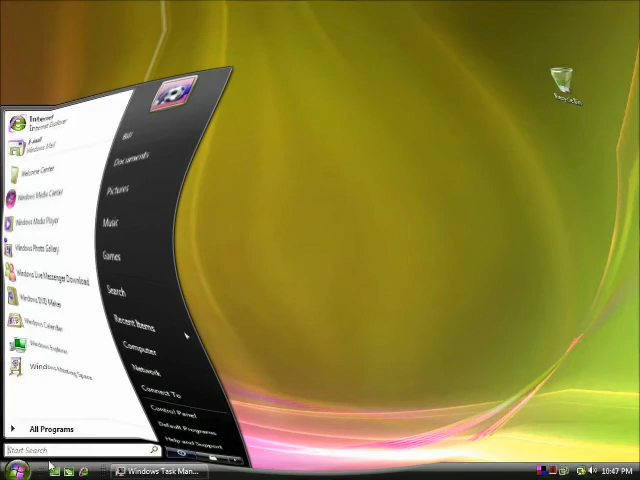 Recycle Bin
Internet
Internet Explorer
E-mail
Windows Mail
Welcome Center
Windows Media Center
Windows Media Player
Windows Photo Gallery
Windows Live Messenger Download
Windows DVD Maker
Windows Calendar
Windows Explorer
Windows Meeting Space
All Programs
Start Search
Bill
Documents
Pictures
Music
Games
Search
Recent Items
Computer
Network
Connect To
Control Panel
Default Programs
Help and Support
Windows Task Man...
10:47 PM